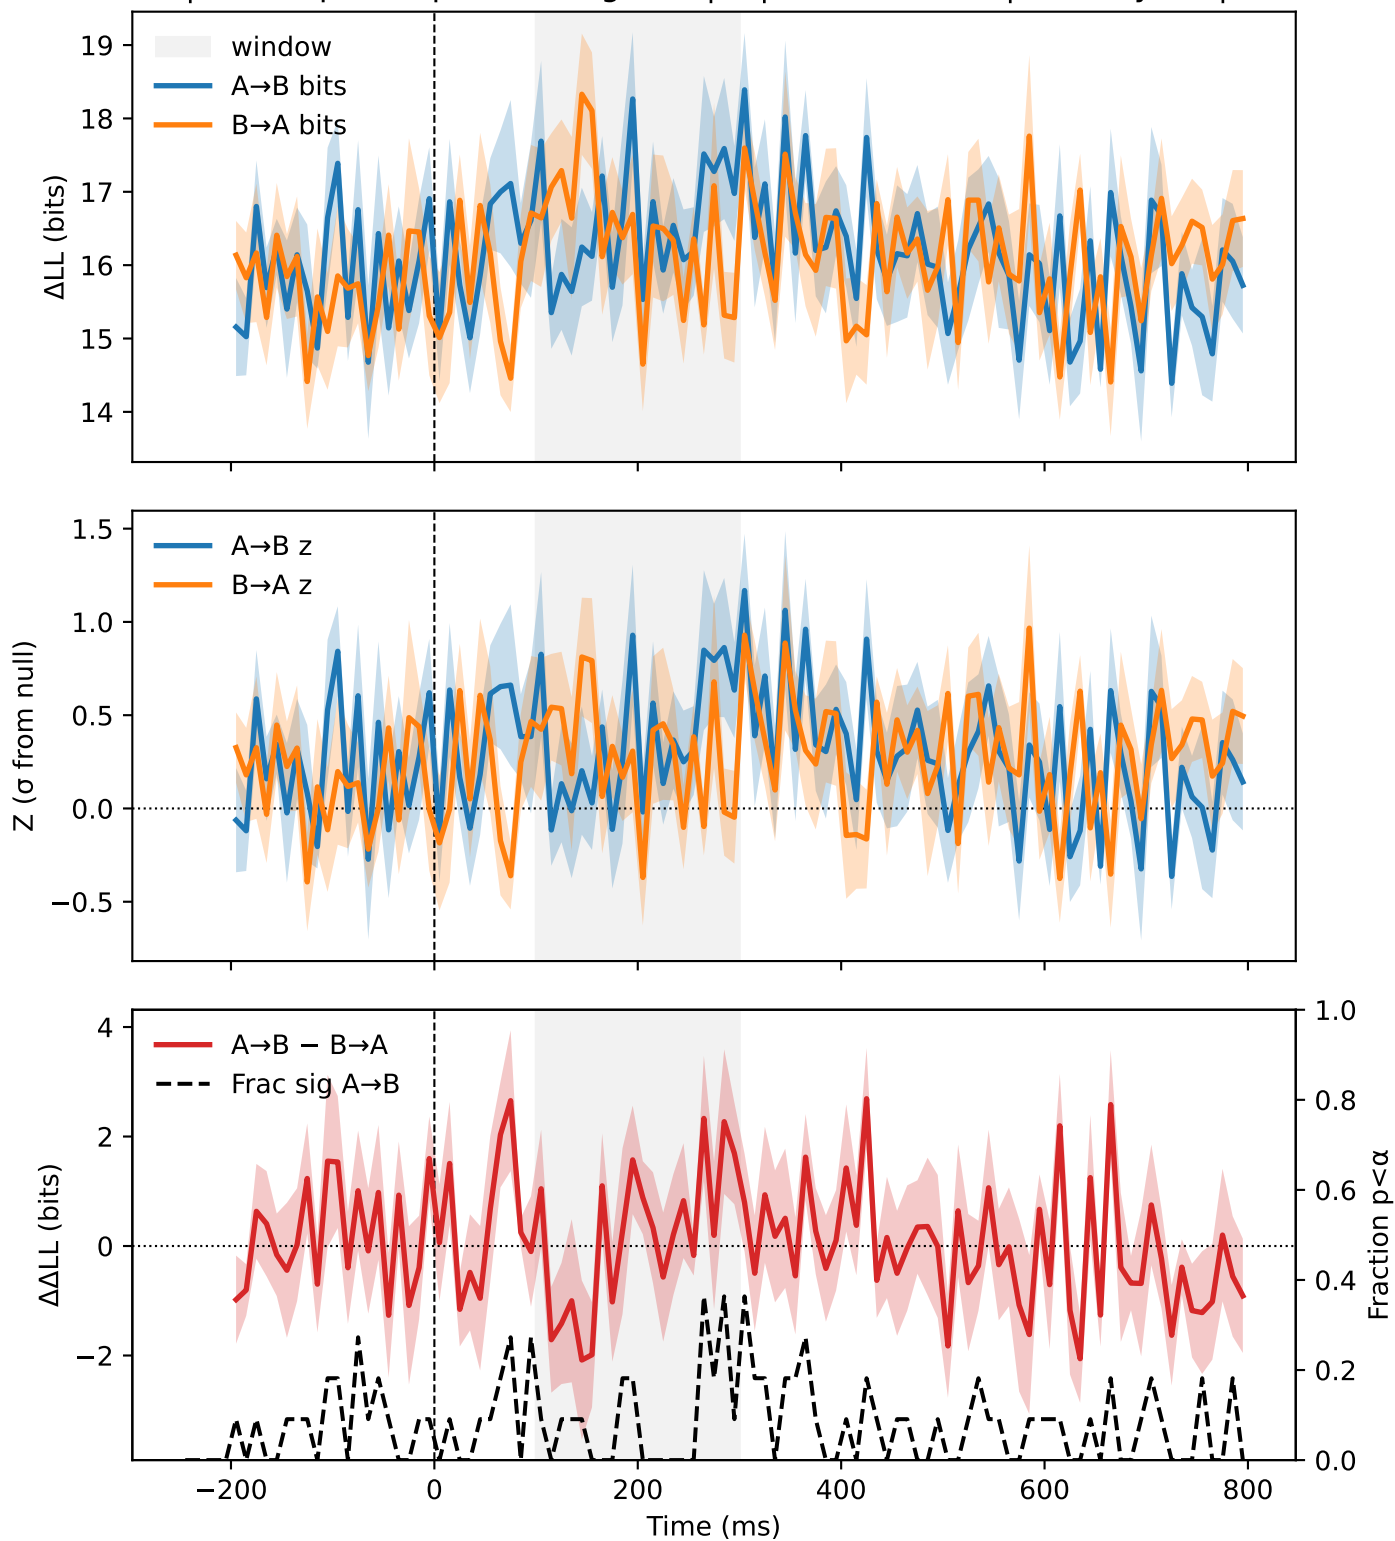 19
18
17
16
15
14
ΔLL (bits)
window
A→B bits
B→A bits
1.5
1.0
0.5
0.0
−0.5
Z (σ from null)
A→B z
B→A z
4
2
0
−2
ΔΔLL (bits)
A→B − B→A
Frac sig A→B
1.0
0.8
0.6
0.4
0.2
0.0
Fraction p<α
−200
0
200
400
600
800
Time (ms)